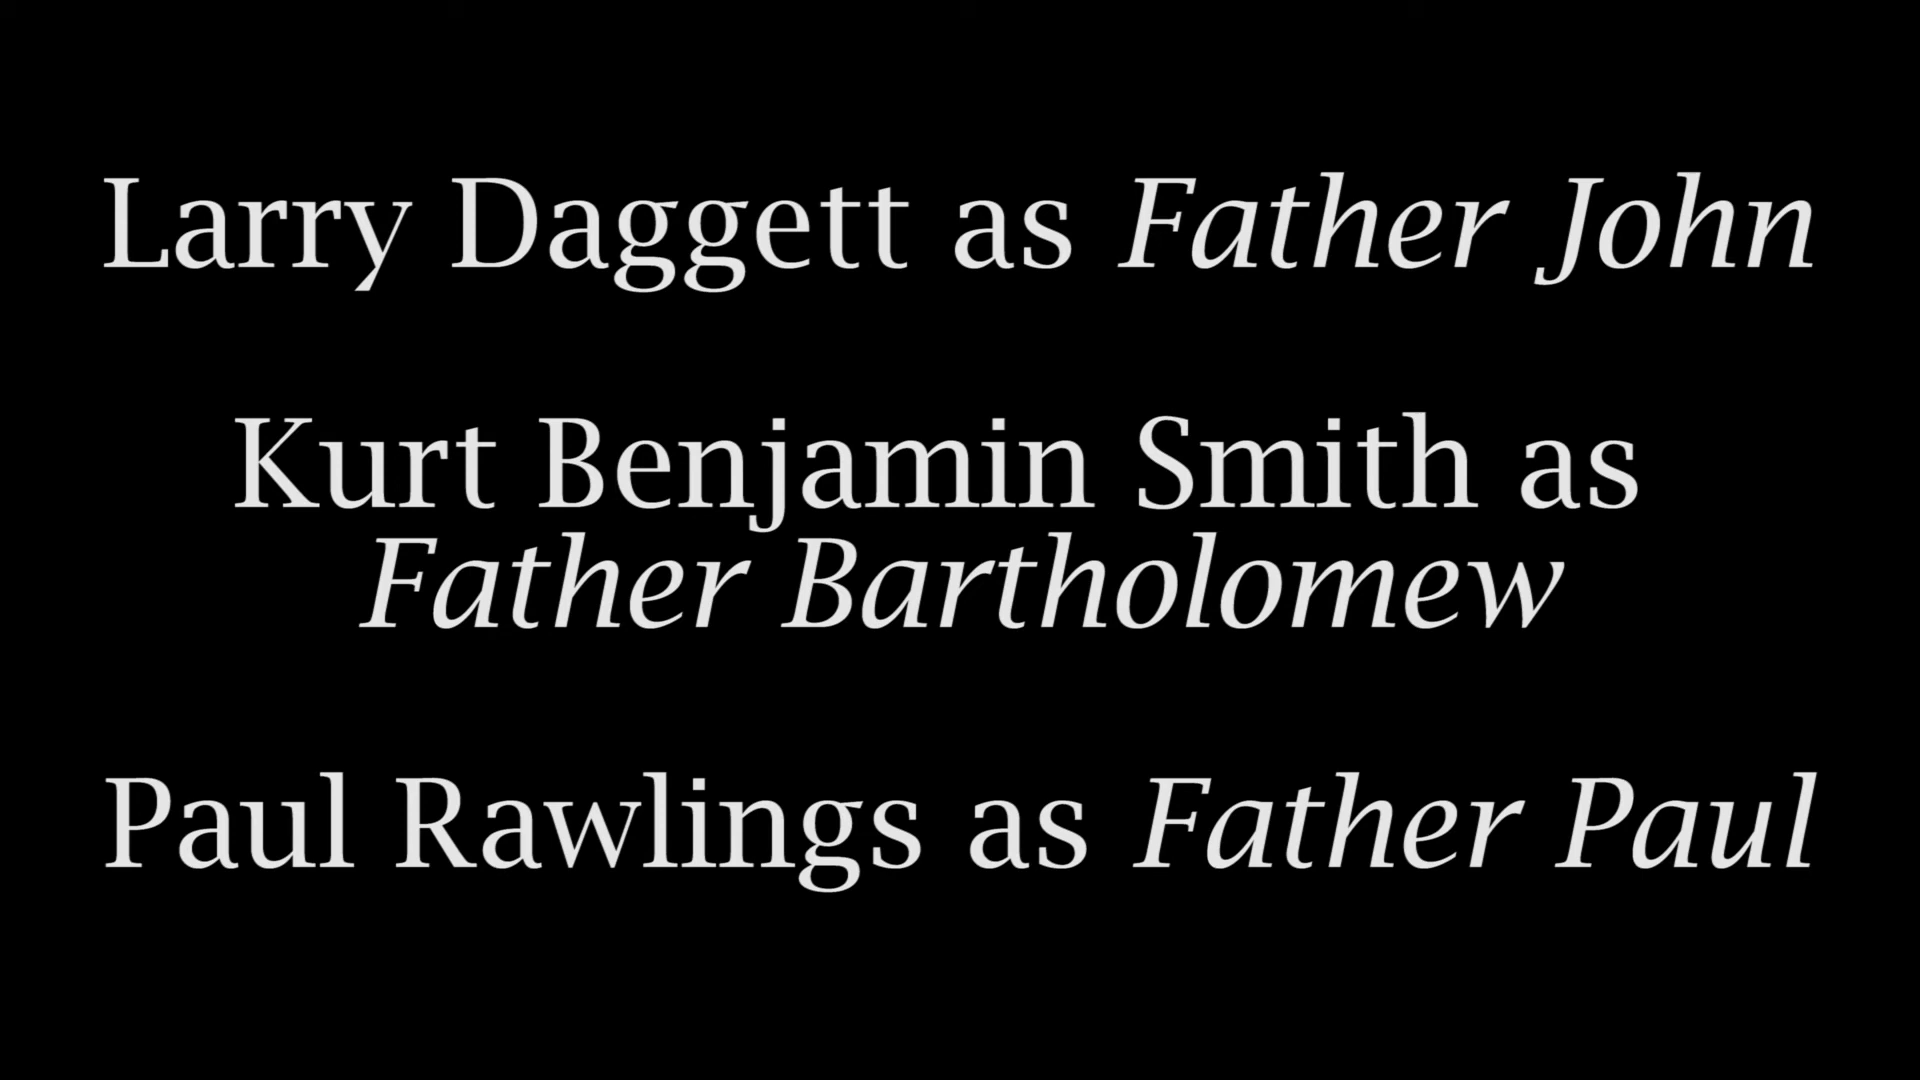 Larry Daggett as Father John
Kurt Benjamin Smith as
Father Bartholomew
Paul Rawlings as Father Paul